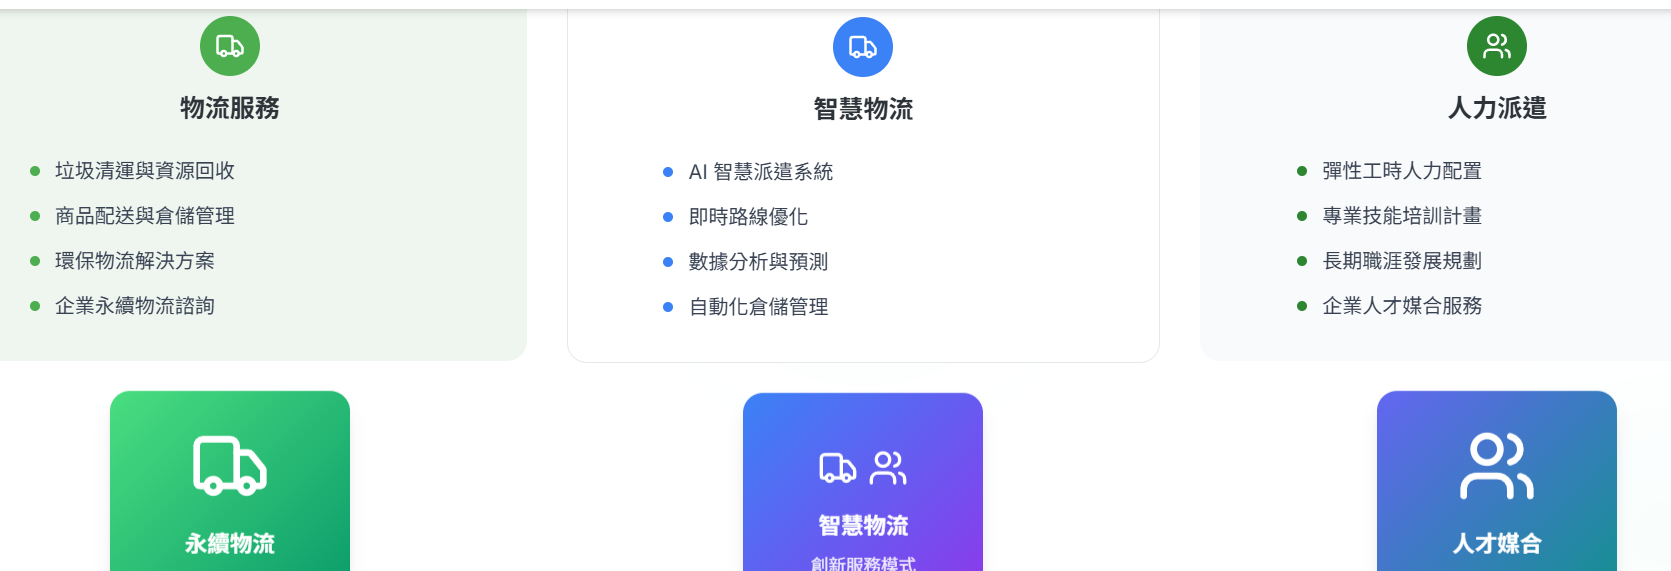 物流服務
垃圾清運與資源回收
商品配送與倉儲管理
環保物流解決方案
企業永續物流諮詢
智慧物流
AI 智慧派遣系統
即時路線優化
數據分析與預測
自動化倉儲管理
人力派遣
彈性工時人力配置
專業技能培訓計畫
長期職涯發展規劃
企業人才媒合服務
永續物流
智慧物流
創新服務模式
人才媒合